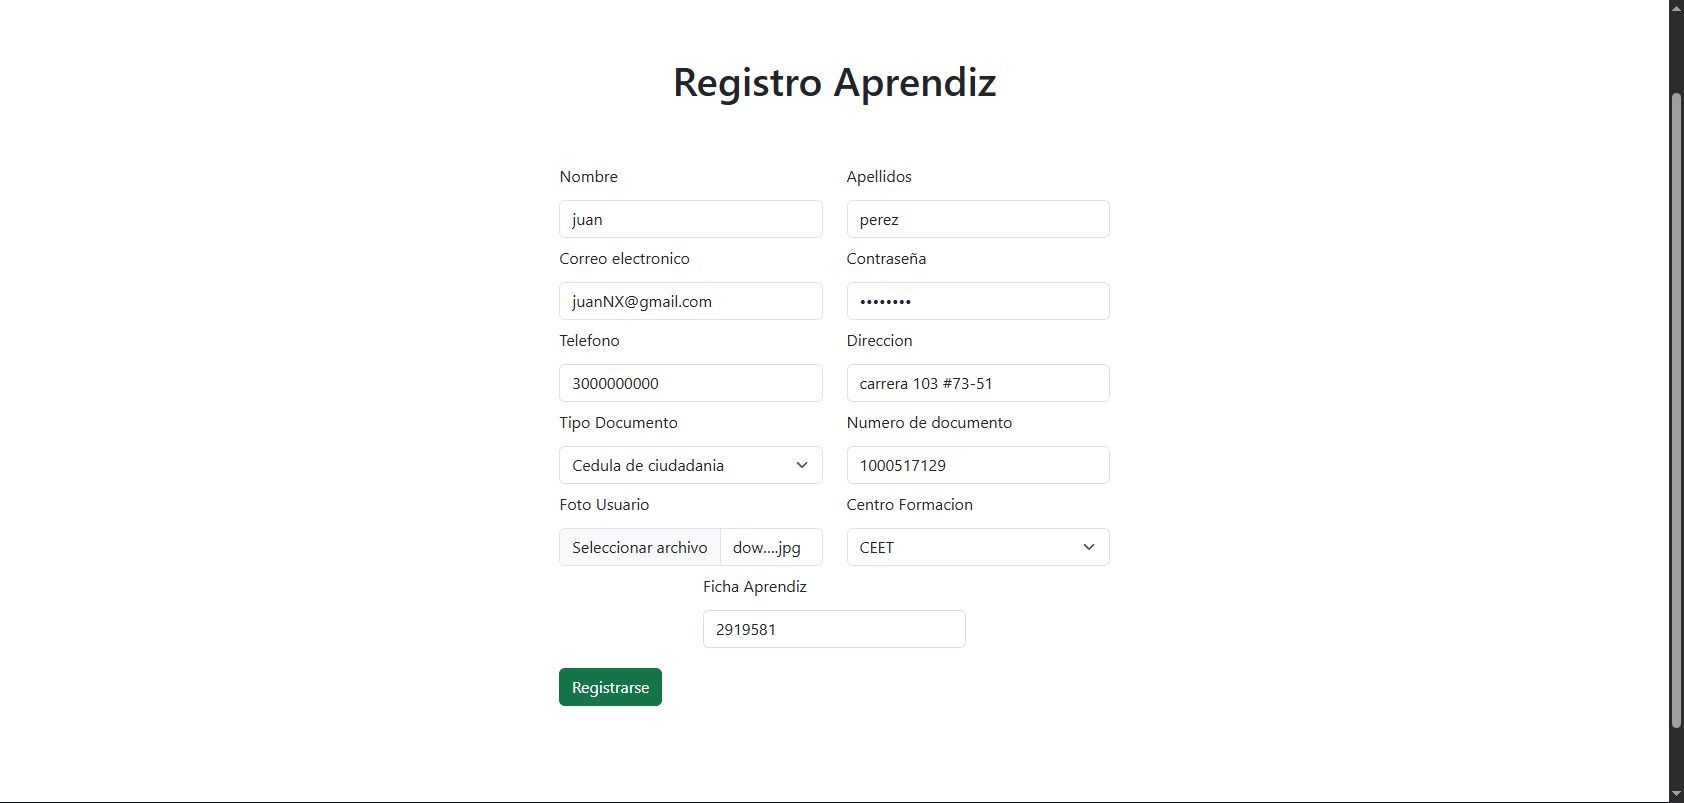 Registro Aprendiz
Nombre
Apellidos
juan
perez
Correo electronico
Contraseña
juanNX@gmail.com
••••••••
Telefono
Direccion
3000000000
carrera 103 #73-51
Tipo Documento
Numero de documento
Cedula de ciudadania
1000517129
Foto Usuario
Centro Formacion
Seleccionar archivo
dow....jpg
CEET
Ficha Aprendiz
2919581
Registrarse